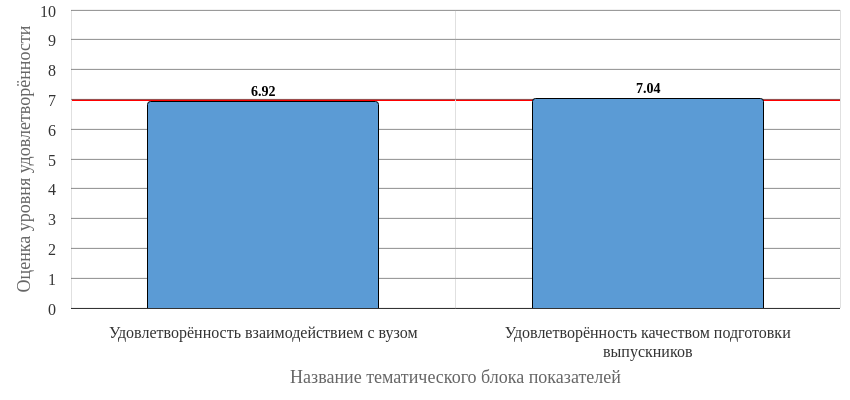 Оценка уровня удовлетворённости
10
9
8
7
6
5
4
3
2
1
0
6.92
7.04
Удовлетворённость взаимодействием с вузом
Удовлетворённость качеством подготовки
выпускников
Название тематического блока показателей